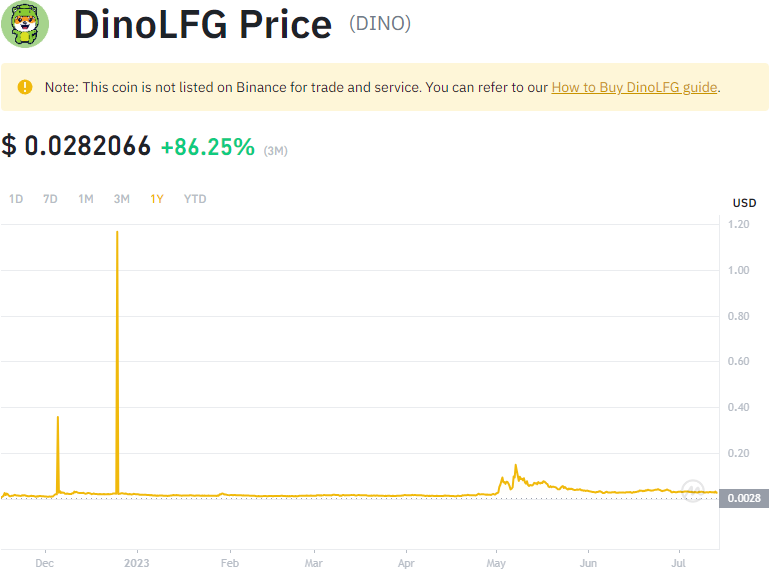 DinoLFG Price (DINO)
Note: This coin is not listed on Binance for trade and service. You can refer to our How to Buy DinoLFG guide.
$ 0.0282066 +86.25% (3M)
1D 7D 1M 3M 1Y YTD
USD
1.20
1.00
0.80
0.60
0.40
0.20
0.0028
Dec 2023 Feb Mar Apr May Jun Jul